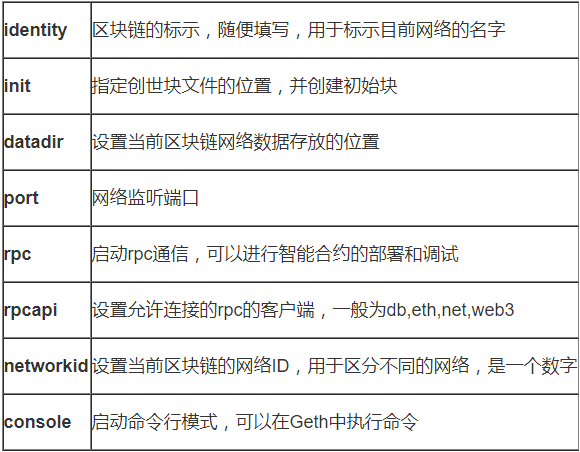 identity 区块链的标示，随便填写，用于标示目前网络的名字
init 指定创世块文件的位置，并创建初始块
datadir 设置当前区块链网络数据存放的位置
port 网络监听端口
rpc 启动rpc通信，可以进行智能合约的部署和调试
rpcapi 设置允许连接的rpc的客户端，一般为db,eth,net,web3
networkid 设置当前区块链的网络ID，用于区分不同的网络，是一个数字
console 启动命令行模式，可以在Geth中执行命令